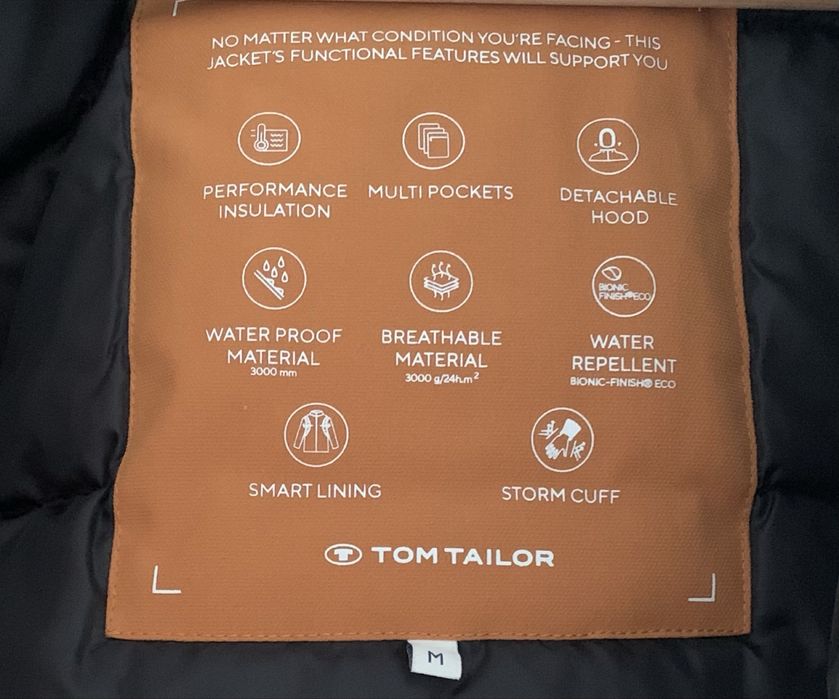 NO MATTER WHAT CONDITION YOU'RE FACING - THIS
JACKET'S FUNCTIONAL FEATURES WILL SUPPORT YOU
PERFORMANCE
INSULATION
MULTI POCKETS
DETACHABLE
HOOD
BIONIC
FINISH®ECO
WATER PROOF
MATERIAL
3000 mm
BREATHABLE
MATERIAL
3000 g/24h.m²
WATER
REPELLENT
BIONIC-FINISH® ECO
SMART LINING
STORM CUFF
TOM TAILOR
M